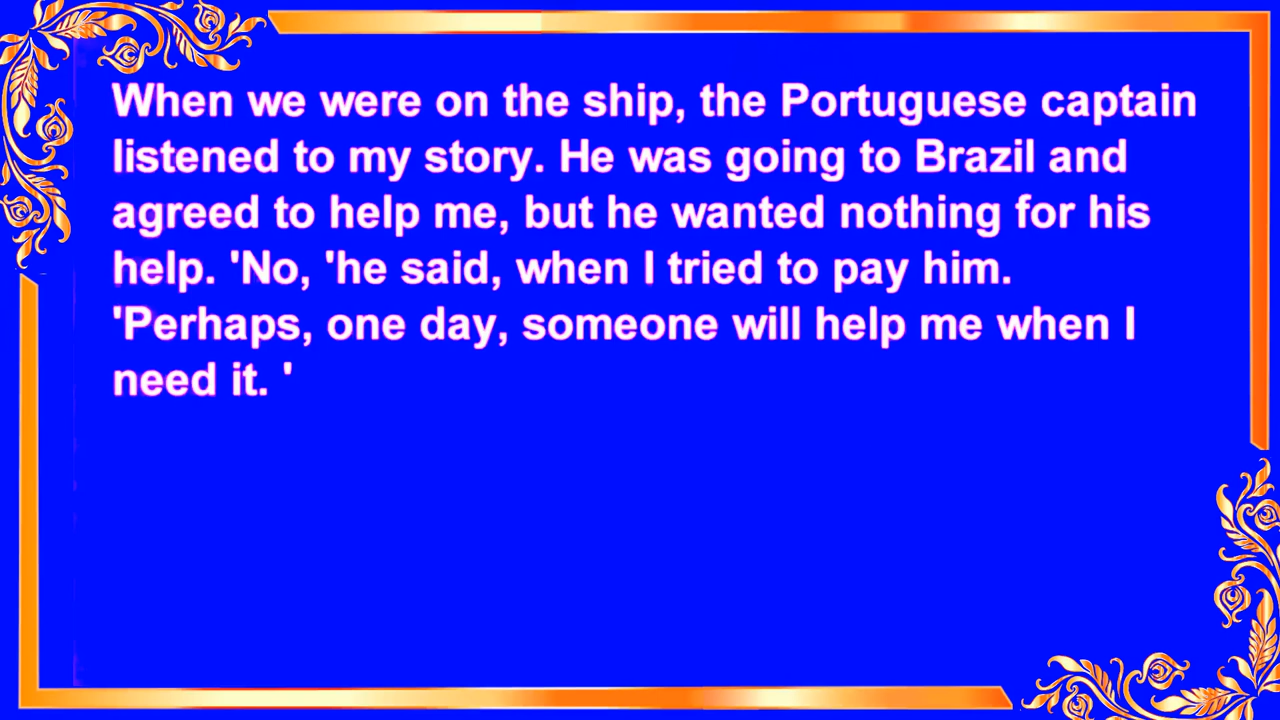 When we were on the ship, the Portuguese captain
listened to my story. He was going to Brazil and
agreed to help me, but he wanted nothing for his
help. 'No, 'he said, when I tried to pay him.
'Perhaps, one day, someone will help me when I
need it. '